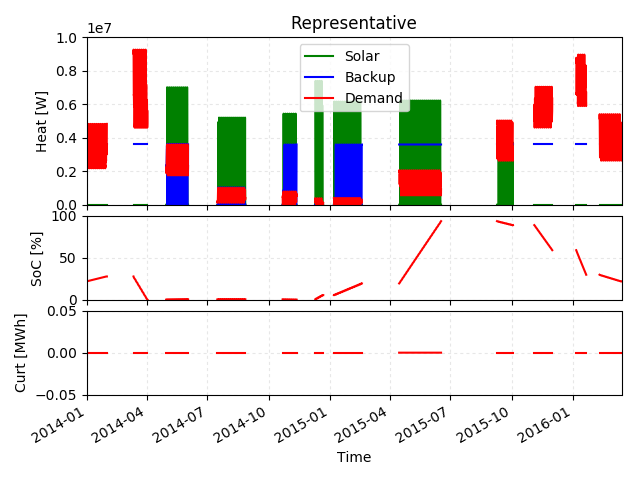 Representative
1e7
1.0
0.8
0.6
0.4
0.2
0.0
Heat [W]
Solar
Backup
Demand
100
50
0
SoC [%]
0.05
0.00
−0.05
Curt [MWh]
2014-01 2014-04 2014-07 2014-10 2015-01 2015-04 2015-07 2015-10 2016-01
Time